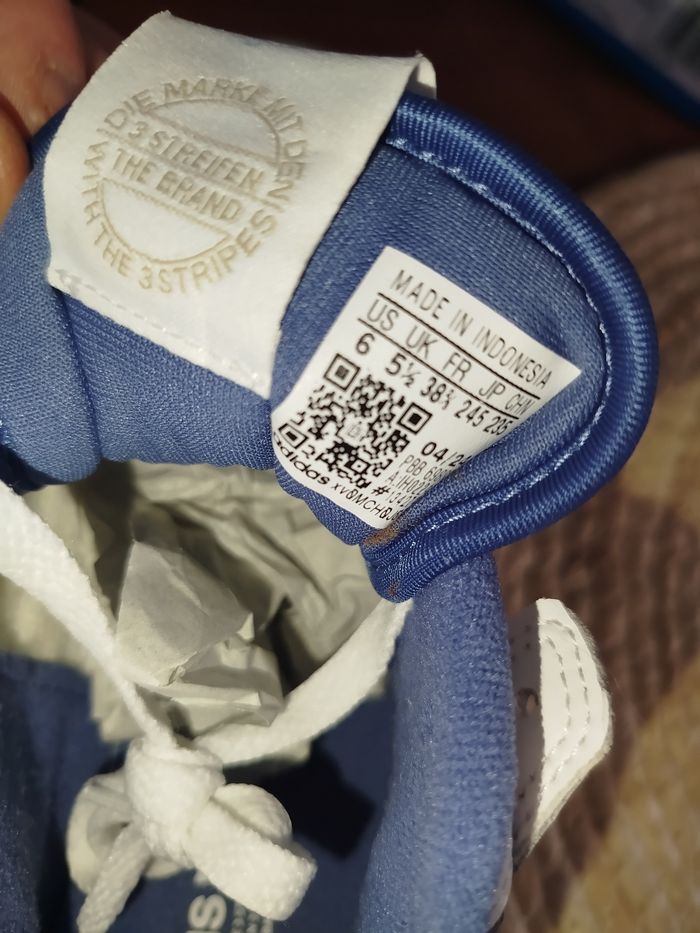 DIE MARKE MIT DEN
3 STREIFEN
THE BRAND
WITH THE 3 STRIPES
MADE IN INDONESIA
US UK FR JP CHN
6 5½ 38⅔ 245 235
04/2
PBB
adidas